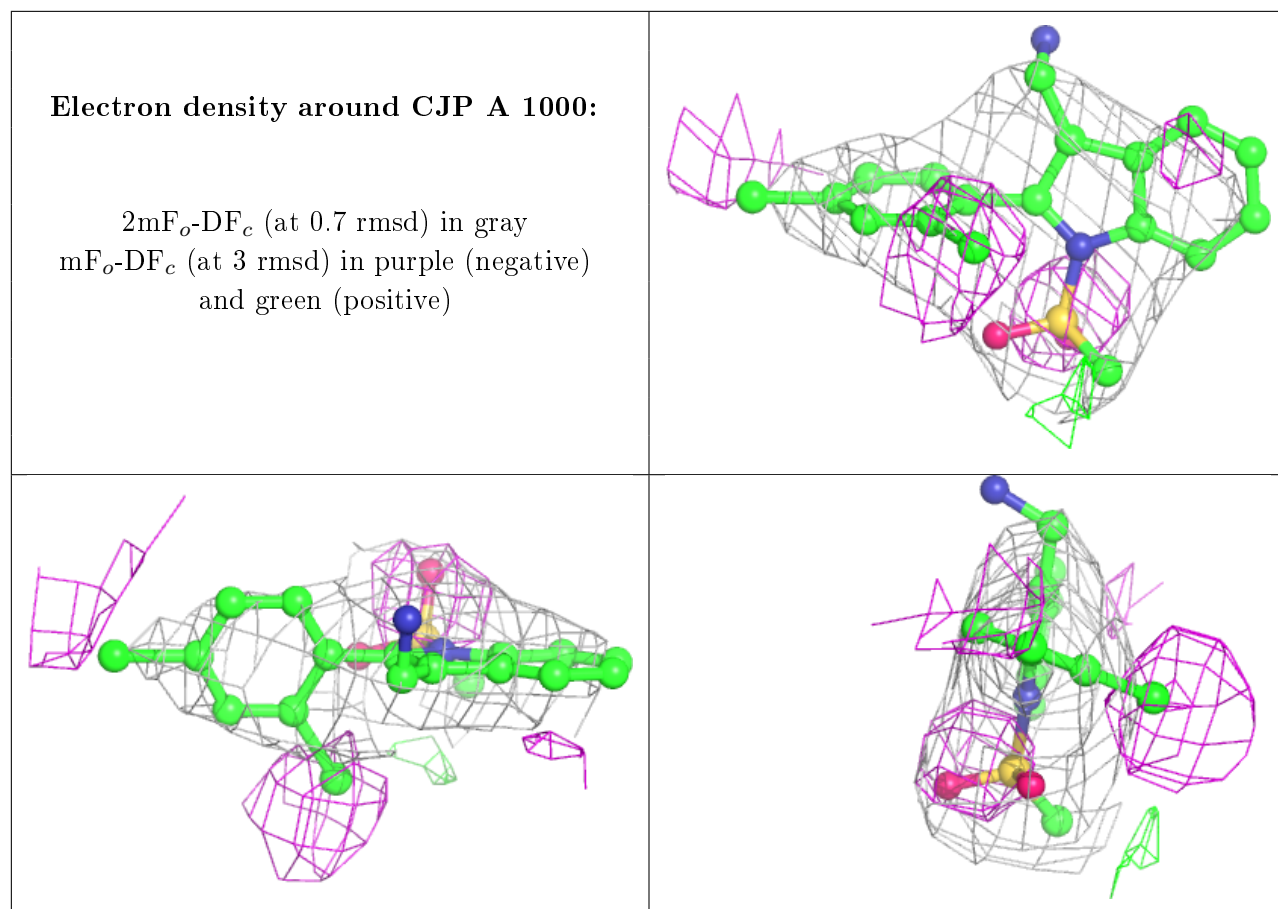 Electron density around CJP A 1000:
2mFo-DFc (at 0.7 rmsd) in gray
mFo-DFc (at 3 rmsd) in purple (negative)
and green (positive)